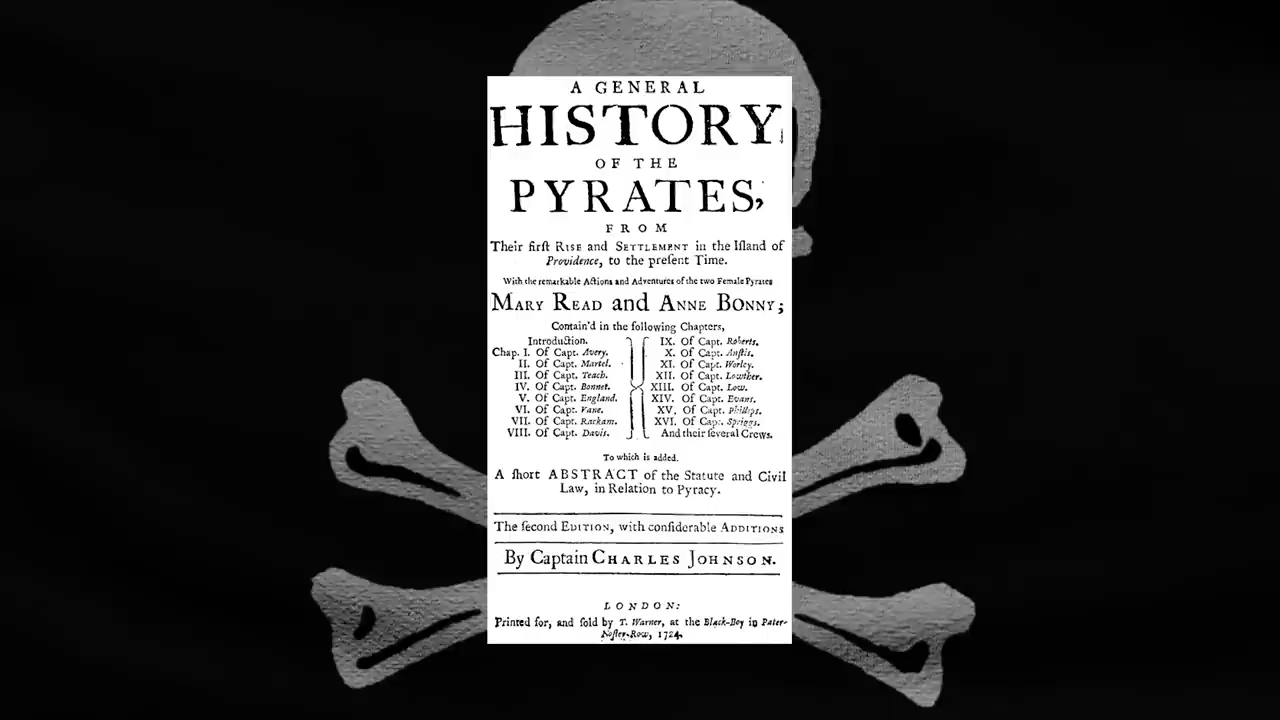 A GENERAL
HISTORY
OF THE
PYRATES,
FROM
Their firſt RISE and SETTLEMENT in the Iſland of
Providence, to the preſent Time.
With the remarkable Actions and Adventures of the two Female Pyrates
MARY READ and ANNE BONNY;
Contain'd in the following Chapters,
Introduction.
Chap. I. Of Capt. Avery.
II. Of Capt. Martel.
III. Of Capt. Teach.
IV. Of Capt. Bonnet.
V. Of Capt. England.
VI. Of Capt. Vane.
VII. Of Capt. Rackam.
VIII. Of Capt. Davis.
IX. Of Capt. Roberts.
X. Of Capt. Anſtis.
XI. Of Capt. Worley.
XII. Of Capt. Lowther.
XIII. Of Capt. Low.
XIV. Of Capt. Evans.
XV. Of Capt. Phillips.
XVI. Of Capt. Spriggs.
And their ſeveral Crews.
To which is added.
A ſhort ABSTRACT of the Statute and Civil
Law, in Relation to Pyracy.
The ſecond EDITION, with conſiderable ADDITIONS
By Captain CHARLES JOHNSON.
LONDON:
Printed for, and ſold by T. Warner, at the Black-Boy in Pater-
Noſter-Row, 1724.